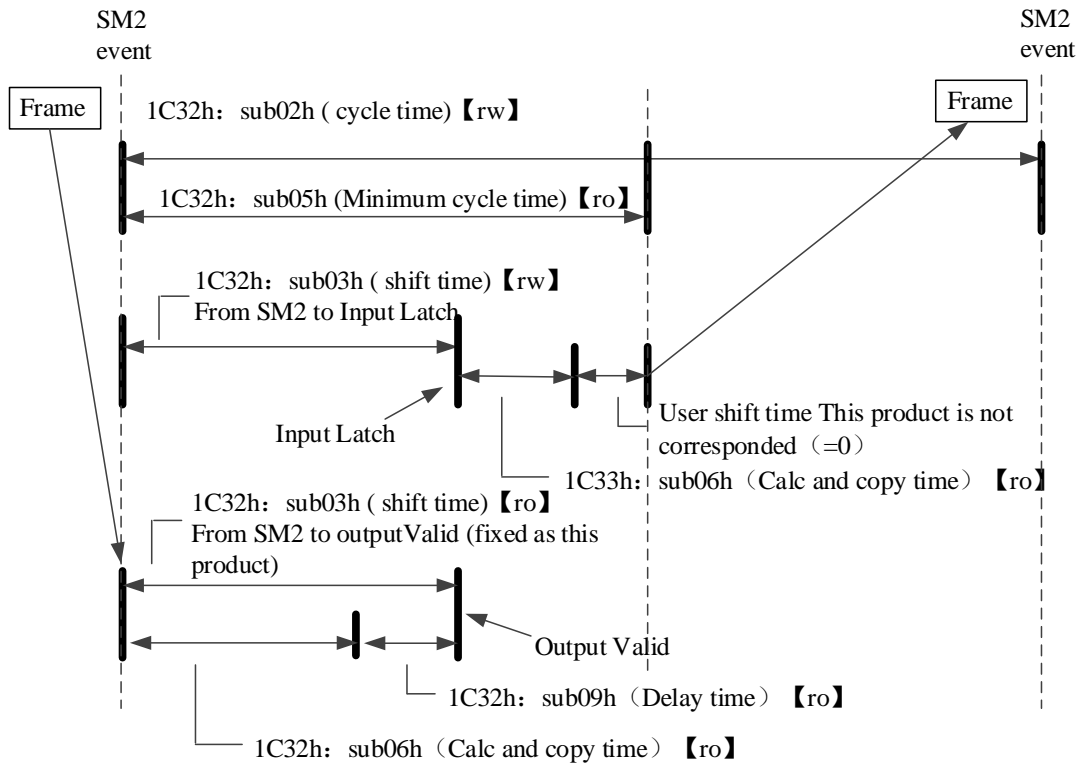 SM2
event
SM2
event
Frame
Frame
1C32h：sub02h ( cycle time)【rw】
1C32h：sub05h (Minimum cycle time)【ro】
1C32h：sub03h ( shift time)【rw】
From SM2 to Input Latch
Input Latch
User shift time This product is not
corresponded（=0）
1C33h：sub06h（Calc and copy time）【ro】
1C32h：sub03h ( shift time)【ro】
From SM2 to outputValid (fixed as this
product)
Output Valid
1C32h：sub09h（Delay time）【ro】
1C32h：sub06h（Calc and copy time）【ro】